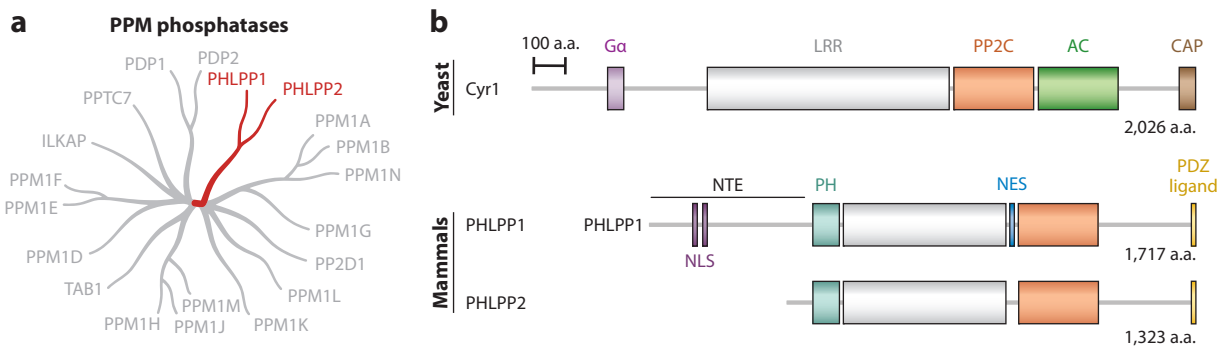 a
PPM phosphatases
PDP1
PDP2
PHLPP1
PHLPP2
PPTC7
PPM1A
ILKAP
PPM1B
PPM1N
PPM1F
PPM1E
PPM1G
PPM1D
PP2D1
TAB1
PPM1L
PPM1M
PPM1H
PPM1J
PPM1K
b
100 a.a.
Gα
LRR
PP2C
AC
CAP
Yeast
Cyr1
2,026 a.a.
Mammals
NTE
PH
NES
PDZ
ligand
PHLPP1
PHLPP1
NLS
1,717 a.a.
PHLPP2
1,323 a.a.